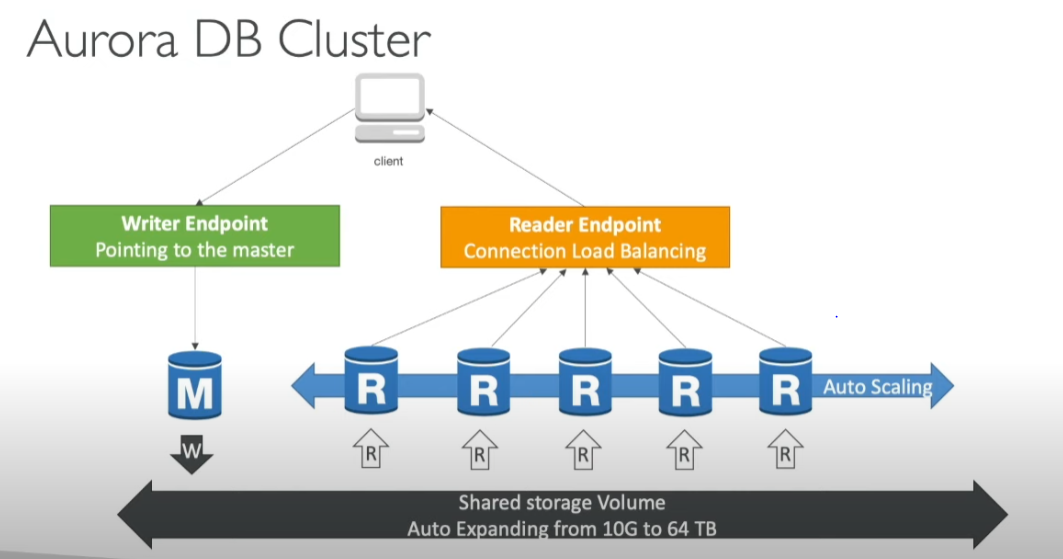 Aurora DB Cluster
client
Writer Endpoint
Pointing to the master
Reader Endpoint
Connection Load Balancing
M
R
R
R
R
R
Auto Scaling
W
R
R
R
R
R
Shared storage Volume
Auto Expanding from 10G to 64 TB